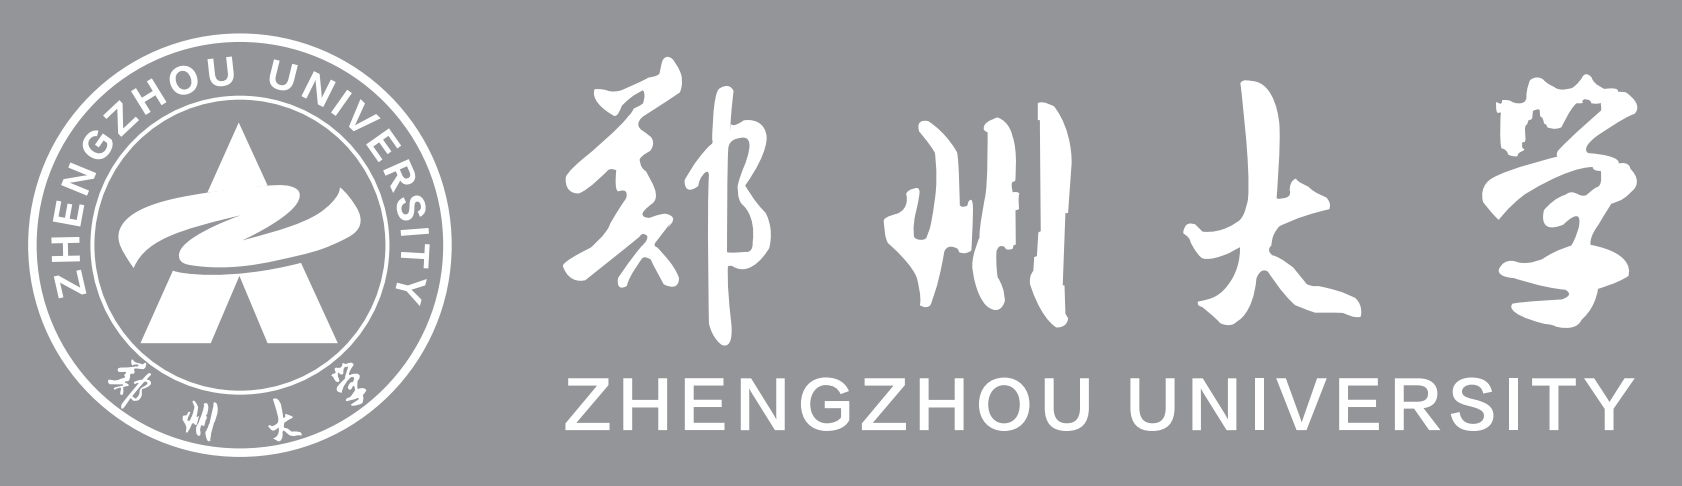 ZHENGZHOU UNIVERSITY
郑州大学
郑州大学
ZHENGZHOU UNIVERSITY